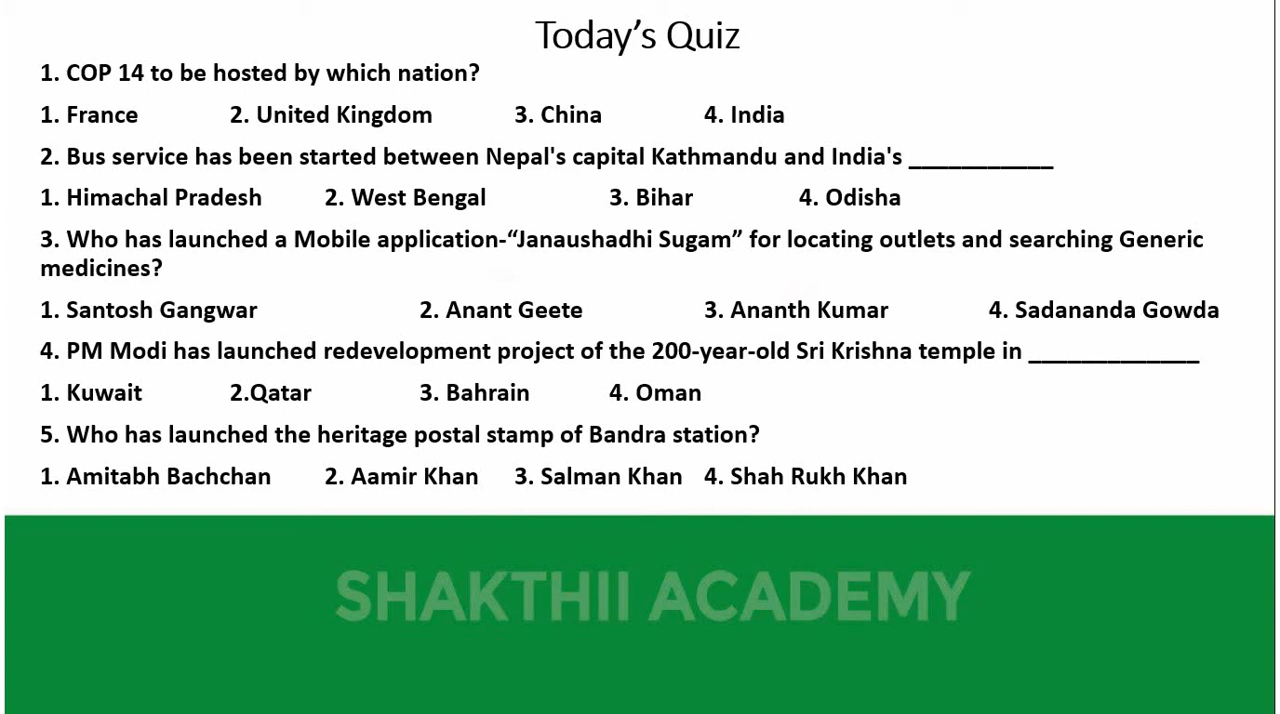 Today’s Quiz
1. COP 14 to be hosted by which nation?
1. France 2. United Kingdom 3. China 4. India
2. Bus service has been started between Nepal's capital Kathmandu and India's ___________
1. Himachal Pradesh 2. West Bengal 3. Bihar 4. Odisha
3. Who has launched a Mobile application-“Janaushadhi Sugam” for locating outlets and searching Generic
medicines?
1. Santosh Gangwar 2. Anant Geete 3. Ananth Kumar 4. Sadananda Gowda
4. PM Modi has launched redevelopment project of the 200-year-old Sri Krishna temple in _____________
1. Kuwait 2.Qatar 3. Bahrain 4. Oman
5. Who has launched the heritage postal stamp of Bandra station?
1. Amitabh Bachchan 2. Aamir Khan 3. Salman Khan 4. Shah Rukh Khan
SHAKTHII ACADEMY